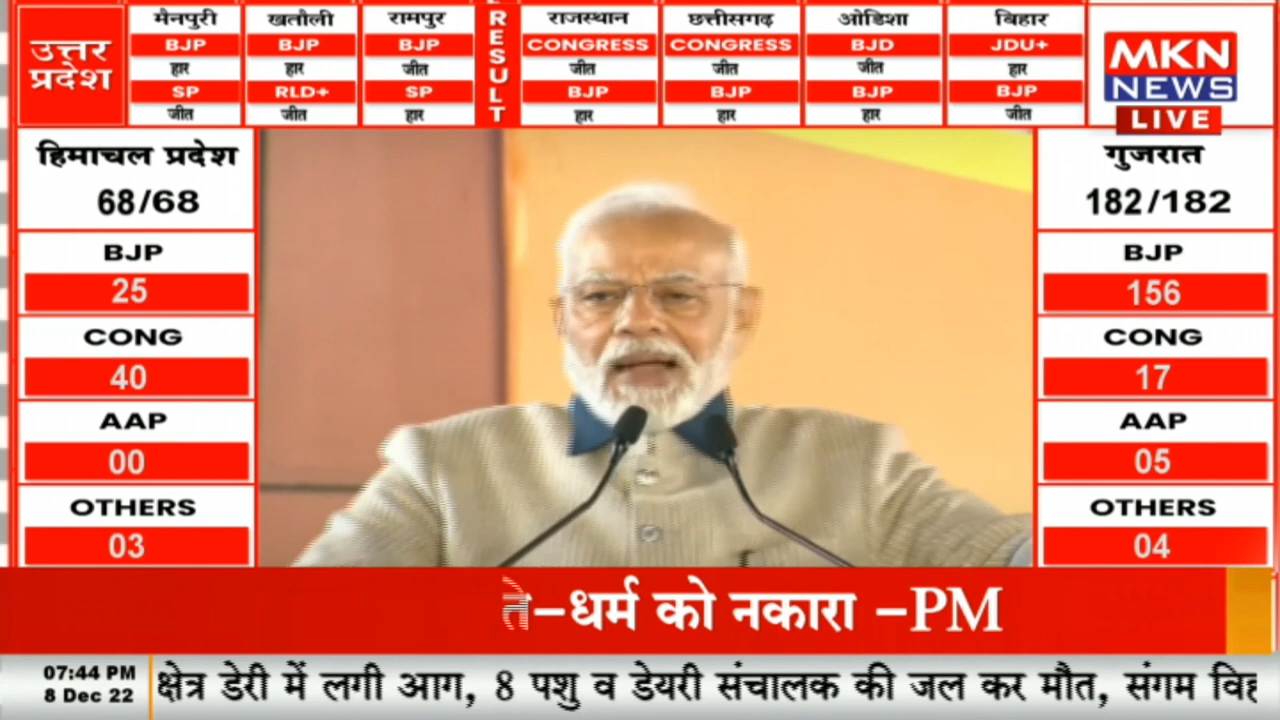 उत्तर
प्रदेश
मैनपुरी
BJP
हार
SP
जीत
खतौली
BJP
हार
RLD+
जीत
रामपुर
BJP
जीत
SP
हार
RESULT
राजस्थान
CONGRESS
जीत
BJP
हार
छत्तीसगढ़
CONGRESS
जीत
BJP
हार
ओडिशा
BJD
जीत
BJP
हार
बिहार
JDU+
हार
BJP
जीत
MKN
NEWS
LIVE
हिमाचल प्रदेश
68/68
BJP
25
CONG
40
AAP
00
OTHERS
03
गुजरात
182/182
BJP
156
CONG
17
AAP
05
OTHERS
04
ते-धर्म को नकारा -PM
07:44 PM
8 Dec 22
क्षेत्र डेरी में लगी आग, 8 पशु व डेयरी संचालक की जल कर मौत, संगम